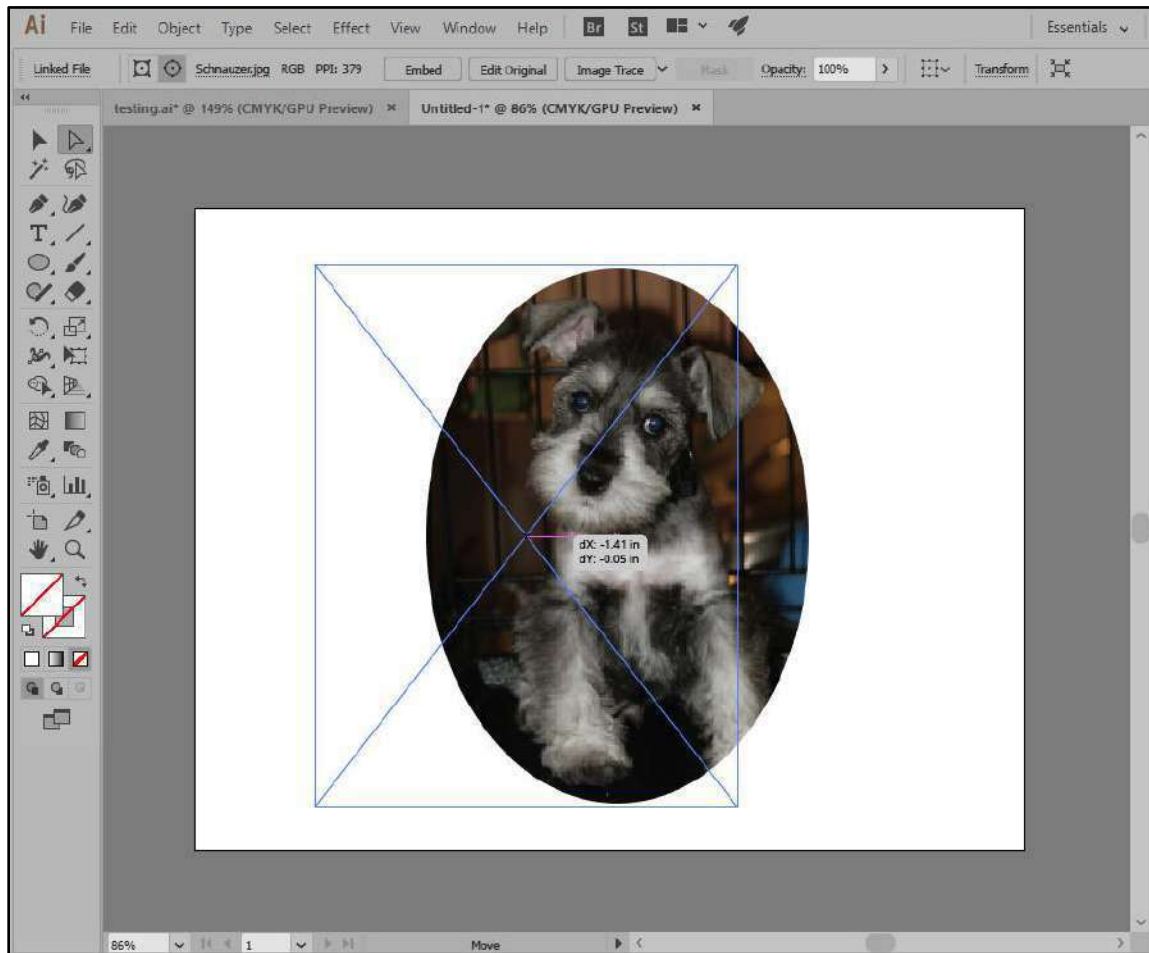 Ai File Edit Object Type Select Effect View Window Help Br St Essentials
Linked File Schnauzer.jpg RGB PPI: 379 Embed Edit Original Image Trace Mask Opacity: 100% Transform
testing.ai* @ 149% (CMYK/GPU Preview) × Untitled-1* @ 86% (CMYK/GPU Preview) ×
T
dX: -1.41 in
dY: -0.05 in
86% 1 Move